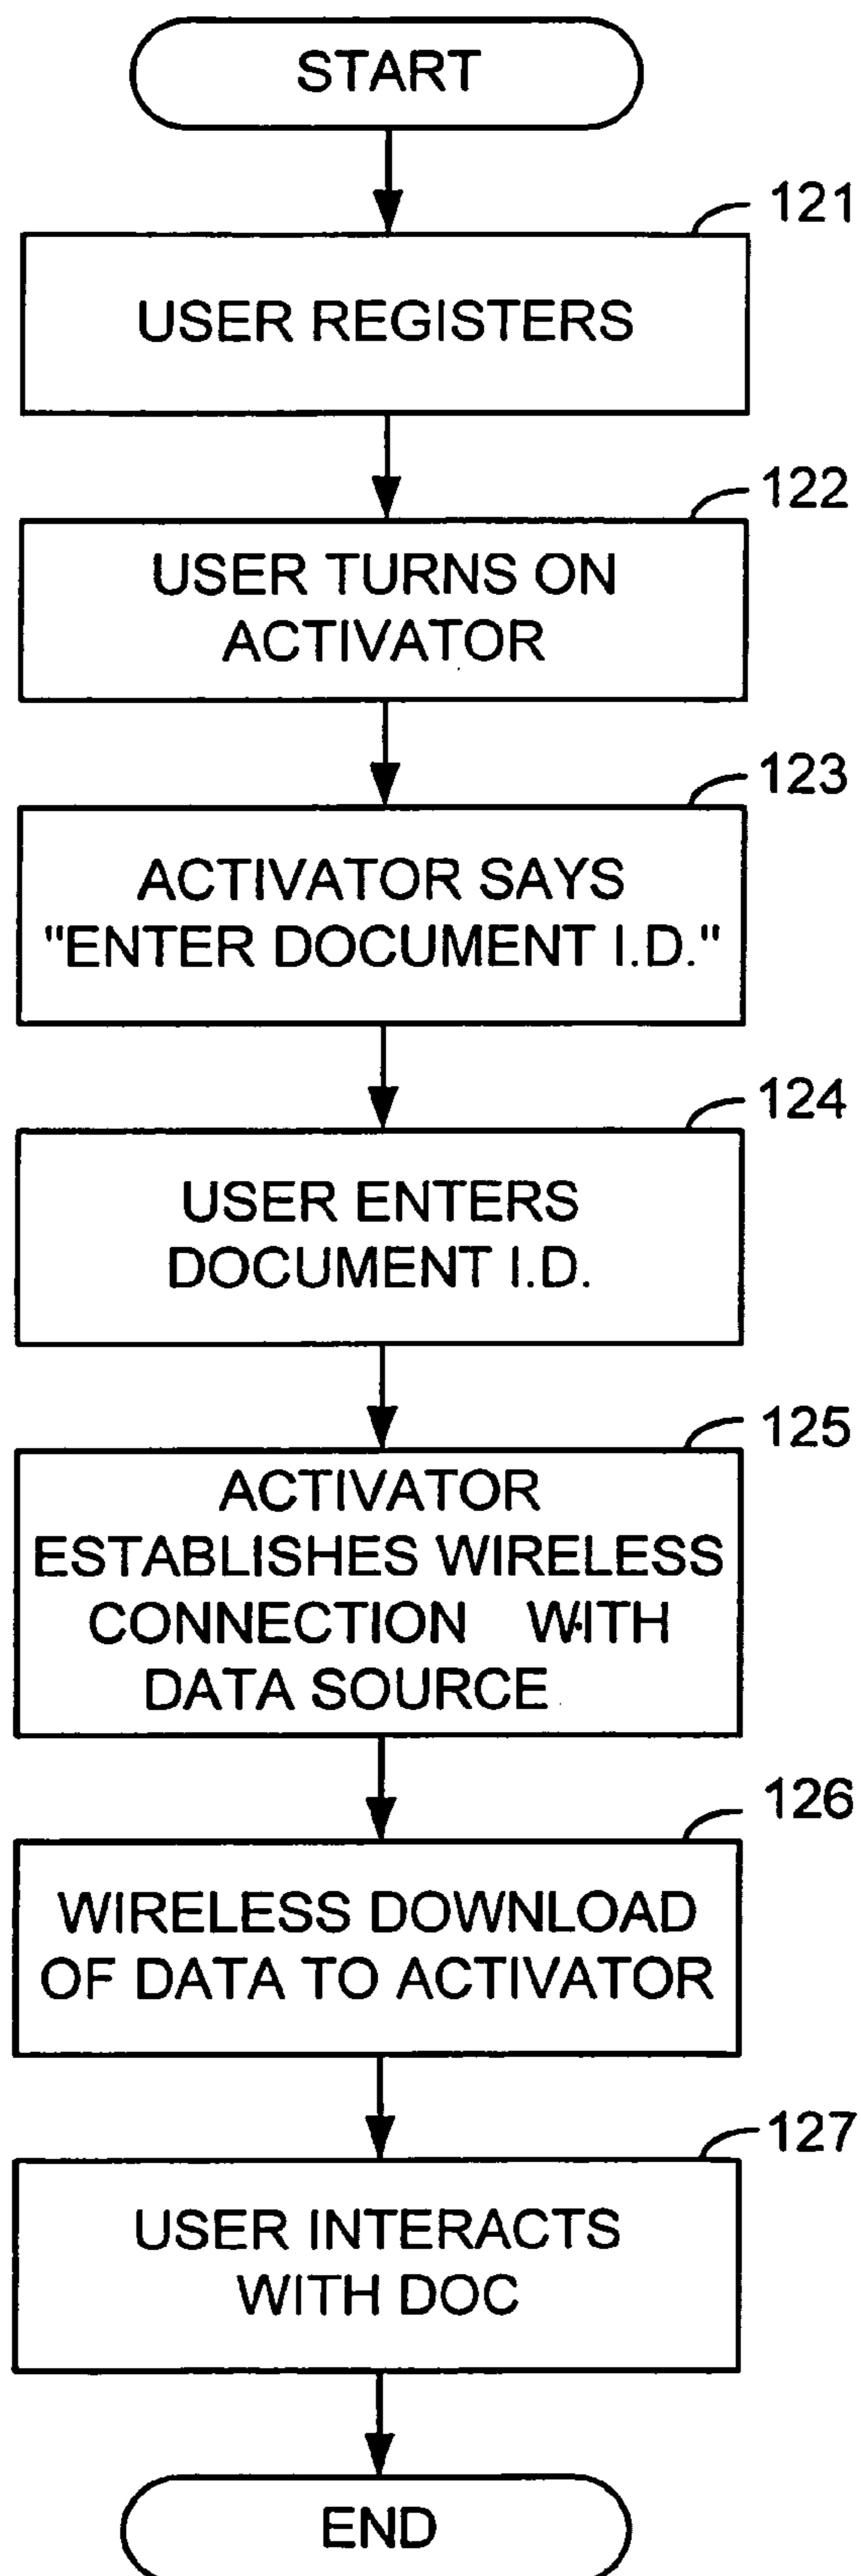 START
121
USER REGISTERS
122
USER TURNS ON
ACTIVATOR
123
ACTIVATOR SAYS
"ENTER DOCUMENT I.D."
124
USER ENTERS
DOCUMENT I.D.
125
ACTIVATOR
ESTABLISHES WIRELESS
CONNECTION WITH
DATA SOURCE
126
WIRELESS DOWNLOAD
OF DATA TO ACTIVATOR
127
USER INTERACTS
WITH DOC
END